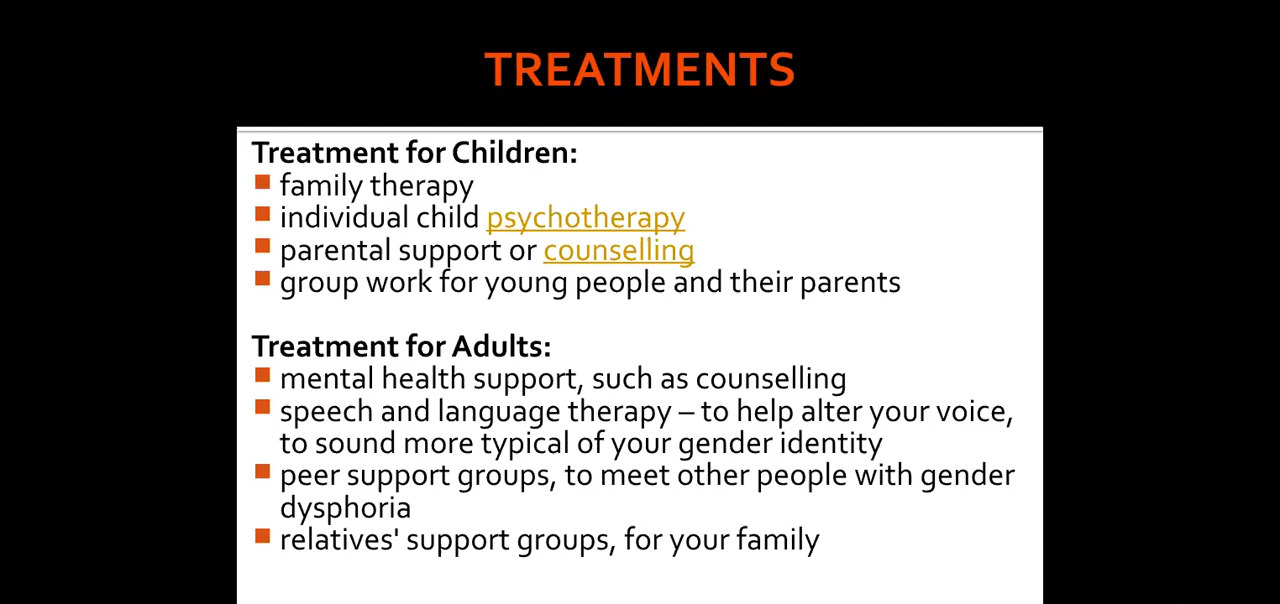 TREATMENTS
Treatment for Children:
family therapy
individual child psychotherapy
parental support or counselling
group work for young people and their parents
Treatment for Adults:
mental health support, such as counselling
speech and language therapy – to help alter your voice,
to sound more typical of your gender identity
peer support groups, to meet other people with gender
dysphoria
relatives' support groups, for your family